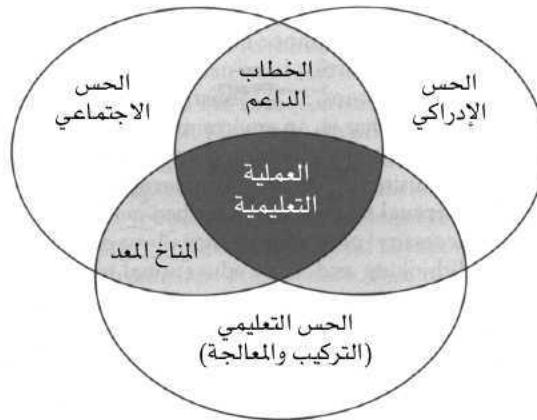 الخطاب
الداعم
الحس
الإدراكي
الحس
الاجتماعي
العملية
التعليمية
المناخ المعد
الحس التعليمي
(التركيب والمعالجة)